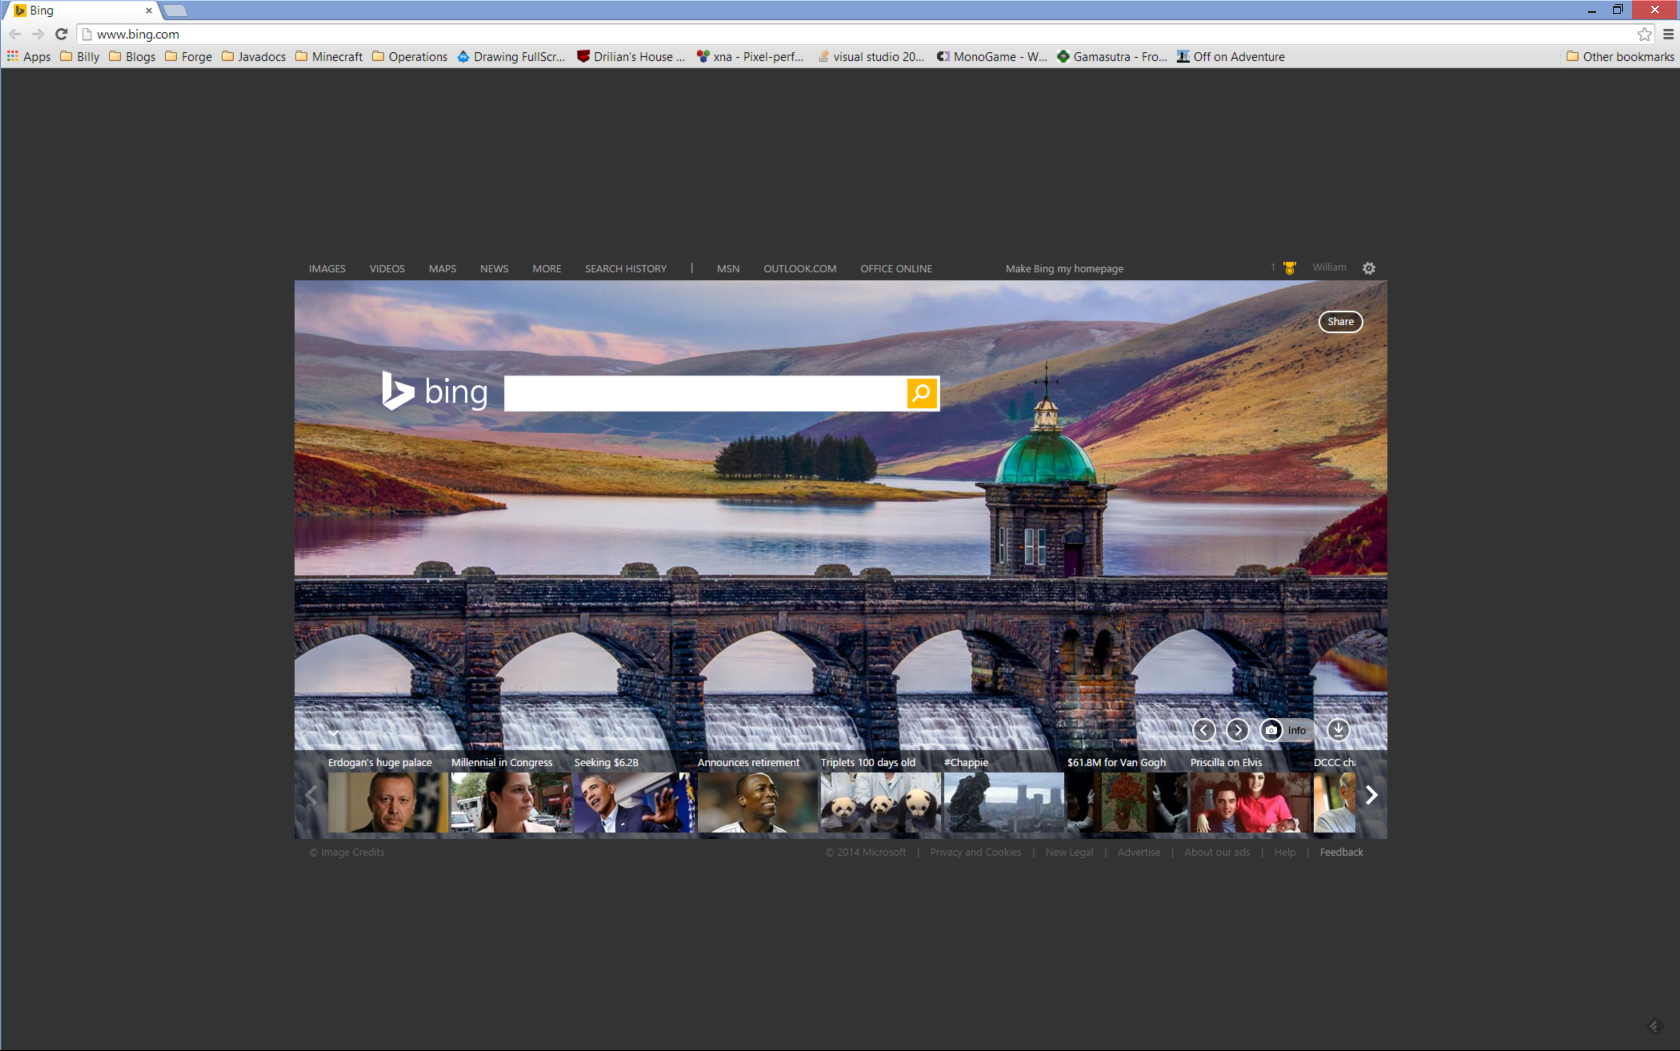 Bing
www.bing.com
Apps Billy Blogs Forge Javadocs Minecraft Operations Drawing FullScr... Drilian's House ... xna - Pixel-perf... visual studio 20... MonoGame - W... Gamasutra - Fro... Off on Adventure Other bookmarks
IMAGES VIDEOS MAPS NEWS MORE SEARCH HISTORY | MSN OUTLOOK.COM OFFICE ONLINE Make Bing my homepage 1 William
Share
bing
Info
Erdogan's huge palace Millennial in Congress Seeking $6.2B Announces retirement Triplets 100 days old #Chappie $61.8M for Van Gogh Priscilla on Elvis DCCC cha
© Image Credits © 2014 Microsoft | Privacy and Cookies | New Legal | Advertise | About our ads | Help | Feedback